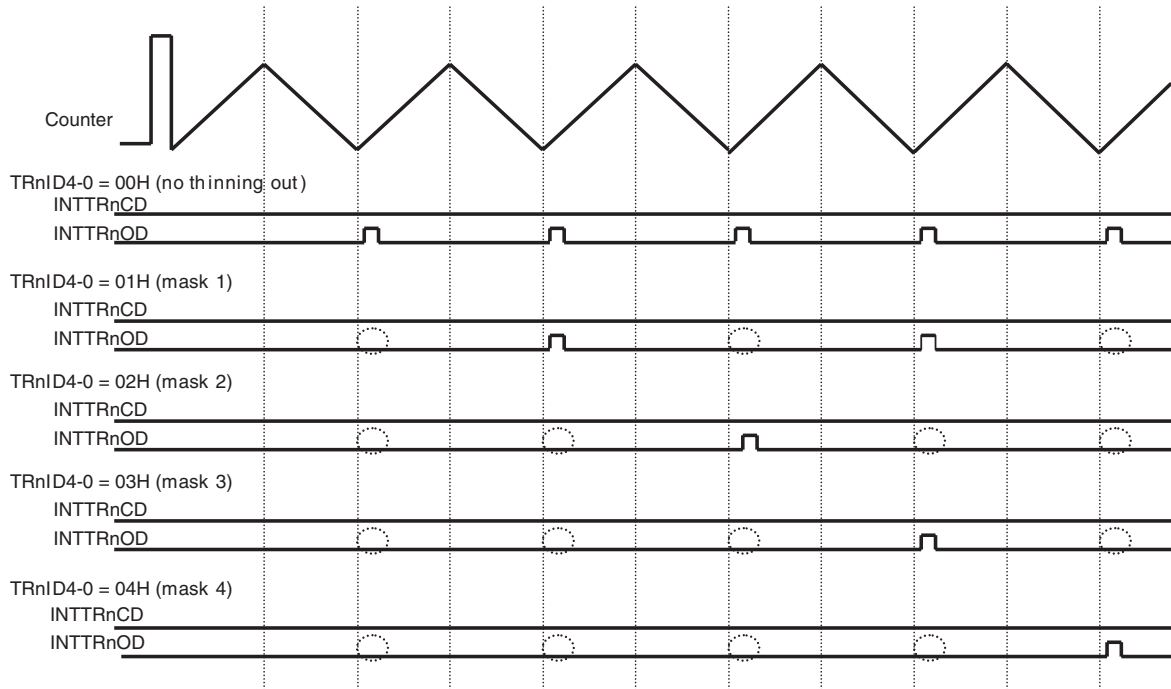 Counter
TRnID4-0 = 00H (no thinning out)
INTTRnCD
INTTRnOD
TRnID4-0 = 01H (mask 1)
INTTRnCD
INTTRnOD
TRnID4-0 = 02H (mask 2)
INTTRnCD
INTTRnOD
TRnID4-0 = 03H (mask 3)
INTTRnCD
INTTRnOD
TRnID4-0 = 04H (mask 4)
INTTRnCD
INTTRnOD